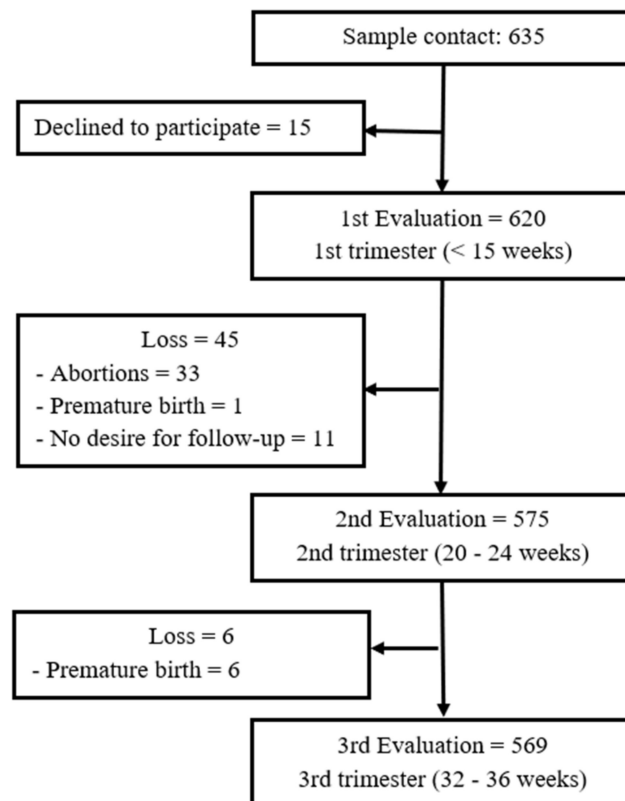 Sample contact: 635
Declined to participate = 15
1st Evaluation = 620
1st trimester (< 15 weeks)
Loss = 45
- Abortions = 33
- Premature birth = 1
- No desire for follow-up = 11
2nd Evaluation = 575
2nd trimester (20 - 24 weeks)
Loss = 6
- Premature birth = 6
3rd Evaluation = 569
3rd trimester (32 - 36 weeks)